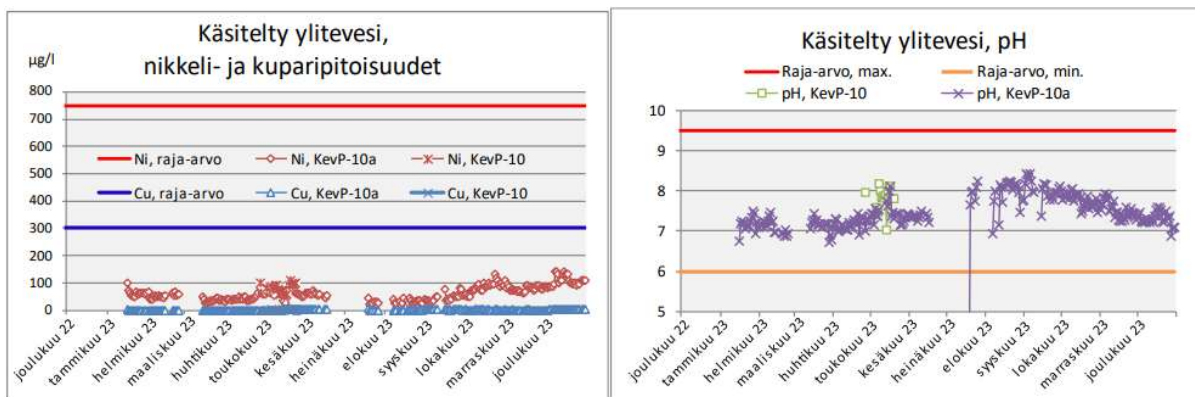 Käsitelty ylitevesi,
nikkeli- ja kuparipitoisuudet
µg/l
800
700
600
500
400
300
200
100
0
Ni, raja-arvo
Ni, KevP-10a
Ni, KevP-10
Cu, raja-arvo
Cu, KevP-10a
Cu, KevP-10
joulukuu 22
tammikuu 23
helmikuu 23
maaliskuu 23
huhtikuu 23
toukokuu 23
kesäkuu 23
heinäkuu 23
elokuu 23
syyskuu 23
lokakuu 23
marraskuu 23
joulukuu 23
Käsitelty ylitevesi, pH
Raja-arvo, max.
Raja-arvo, min.
pH, KevP-10
pH, KevP-10a
10
9
8
7
6
5
joulukuu 22
tammikuu 23
helmikuu 23
maaliskuu 23
huhtikuu 23
toukokuu 23
kesäkuu 23
heinäkuu 23
elokuu 23
syyskuu 23
lokakuu 23
marraskuu 23
joulukuu 23